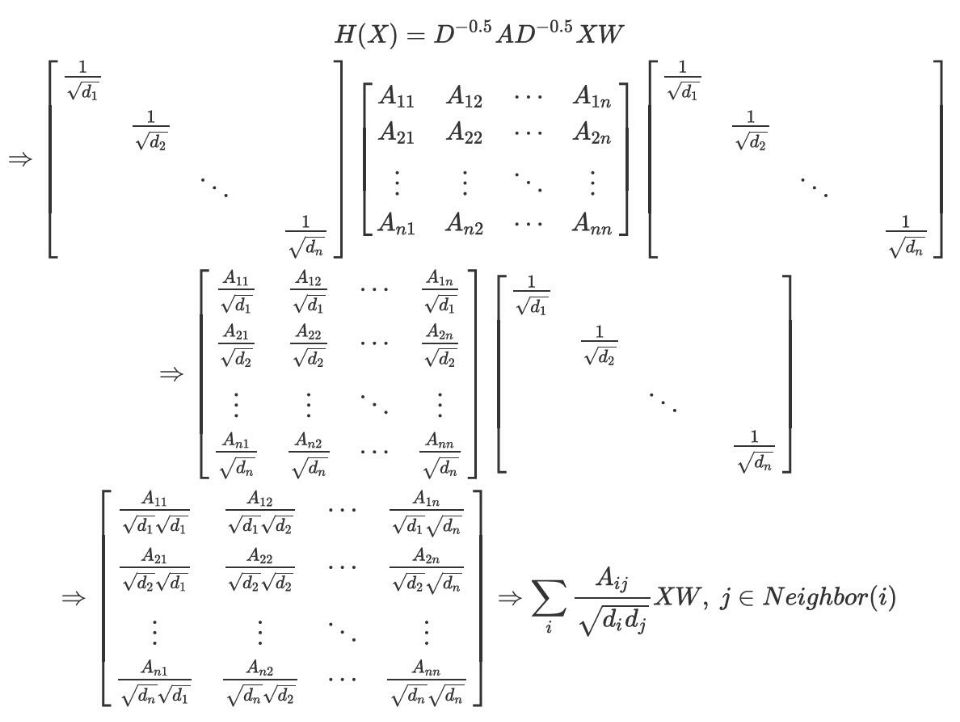 H(X) = D^{-0.5} A D^{-0.5} X W
⇒ \begin{bmatrix} \frac{1}{\sqrt{d_1}} & & & \\ & \frac{1}{\sqrt{d_2}} & & \\ & & \ddots & \\ & & & \frac{1}{\sqrt{d_n}} \end{bmatrix} \begin{bmatrix} A_{11} & A_{12} & \cdots & A_{1n} \\ A_{21} & A_{22} & \cdots & A_{2n} \\ \vdots & \vdots & \ddots & \vdots \\ A_{n1} & A_{n2} & \cdots & A_{nn} \end{bmatrix} \begin{bmatrix} \frac{1}{\sqrt{d_1}} & & & \\ & \frac{1}{\sqrt{d_2}} & & \\ & & \ddots & \\ & & & \frac{1}{\sqrt{d_n}} \end{bmatrix}
⇒ \begin{bmatrix} \frac{A_{11}}{\sqrt{d_1}} & \frac{A_{12}}{\sqrt{d_1}} & \cdots & \frac{A_{1n}}{\sqrt{d_1}} \\ \frac{A_{21}}{\sqrt{d_2}} & \frac{A_{22}}{\sqrt{d_2}} & \cdots & \frac{A_{2n}}{\sqrt{d_2}} \\ \vdots & \vdots & \ddots & \vdots \\ \frac{A_{n1}}{\sqrt{d_n}} & \frac{A_{n2}}{\sqrt{d_n}} & \cdots & \frac{A_{nn}}{\sqrt{d_n}} \end{bmatrix} \begin{bmatrix} \frac{1}{\sqrt{d_1}} & & & \\ & \frac{1}{\sqrt{d_2}} & & \\ & & \ddots & \\ & & & \frac{1}{\sqrt{d_n}} \end{bmatrix}
⇒ \begin{bmatrix} \frac{A_{11}}{\sqrt{d_1}\sqrt{d_1}} & \frac{A_{12}}{\sqrt{d_1}\sqrt{d_2}} & \cdots & \frac{A_{1n}}{\sqrt{d_1}\sqrt{d_n}} \\ \frac{A_{21}}{\sqrt{d_2}\sqrt{d_1}} & \frac{A_{22}}{\sqrt{d_2}\sqrt{d_2}} & \cdots & \frac{A_{2n}}{\sqrt{d_2}\sqrt{d_n}} \\ \vdots & \vdots & \ddots & \vdots \\ \frac{A_{n1}}{\sqrt{d_n}\sqrt{d_1}} & \frac{A_{n2}}{\sqrt{d_n}\sqrt{d_2}} & \cdots & \frac{A_{nn}}{\sqrt{d_n}\sqrt{d_n}} \end{bmatrix} ⇒ \sum_i \frac{A_{ij}}{\sqrt{d_i d_j}} X W, j ∈ Neighbor(i)